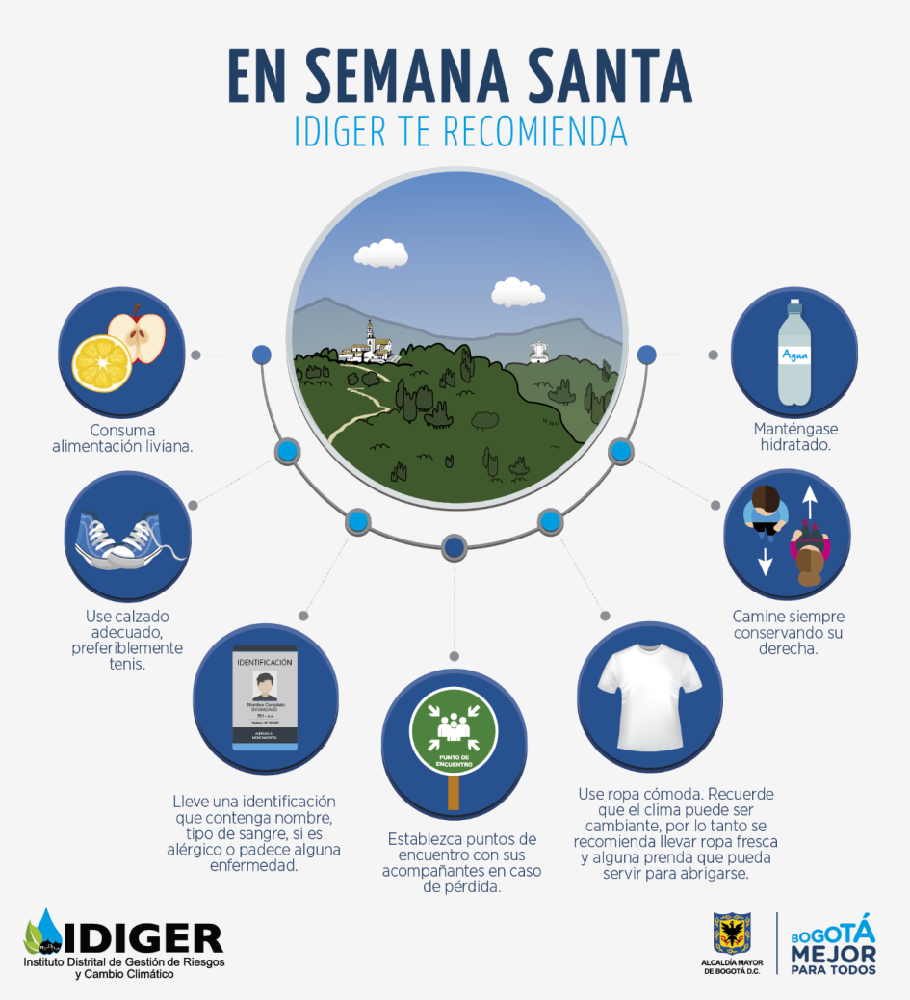 EN SEMANA SANTA
IDIGER TE RECOMIENDA
Consuma
alimentación liviana.
Agua
Manténgase
hidratado.
Use calzado
adecuado,
preferiblemente
tenis.
Camine siempre
conservando su
derecha.
IDENTIFICACIÓN
Nombre Completo
Lleve una identificación
que contenga nombre,
tipo de sangre, si es
alérgico o padece alguna
enfermedad.
PUNTO DE
ENCUENTRO
Establezca puntos de
encuentro con sus
acompañantes en caso
de pérdida.
Use ropa cómoda. Recuerde
que el clima puede ser
cambiante, por lo tanto se
recomienda llevar ropa fresca
y alguna prenda que pueda
servir para abrigarse.
IDIGER
Instituto Distrital de Gestión de Riesgos
y Cambio Climático
ALCALDÍA MAYOR
DE BOGOTÁ D.C.
BOGOTÁ
MEJOR
PARA TODOS